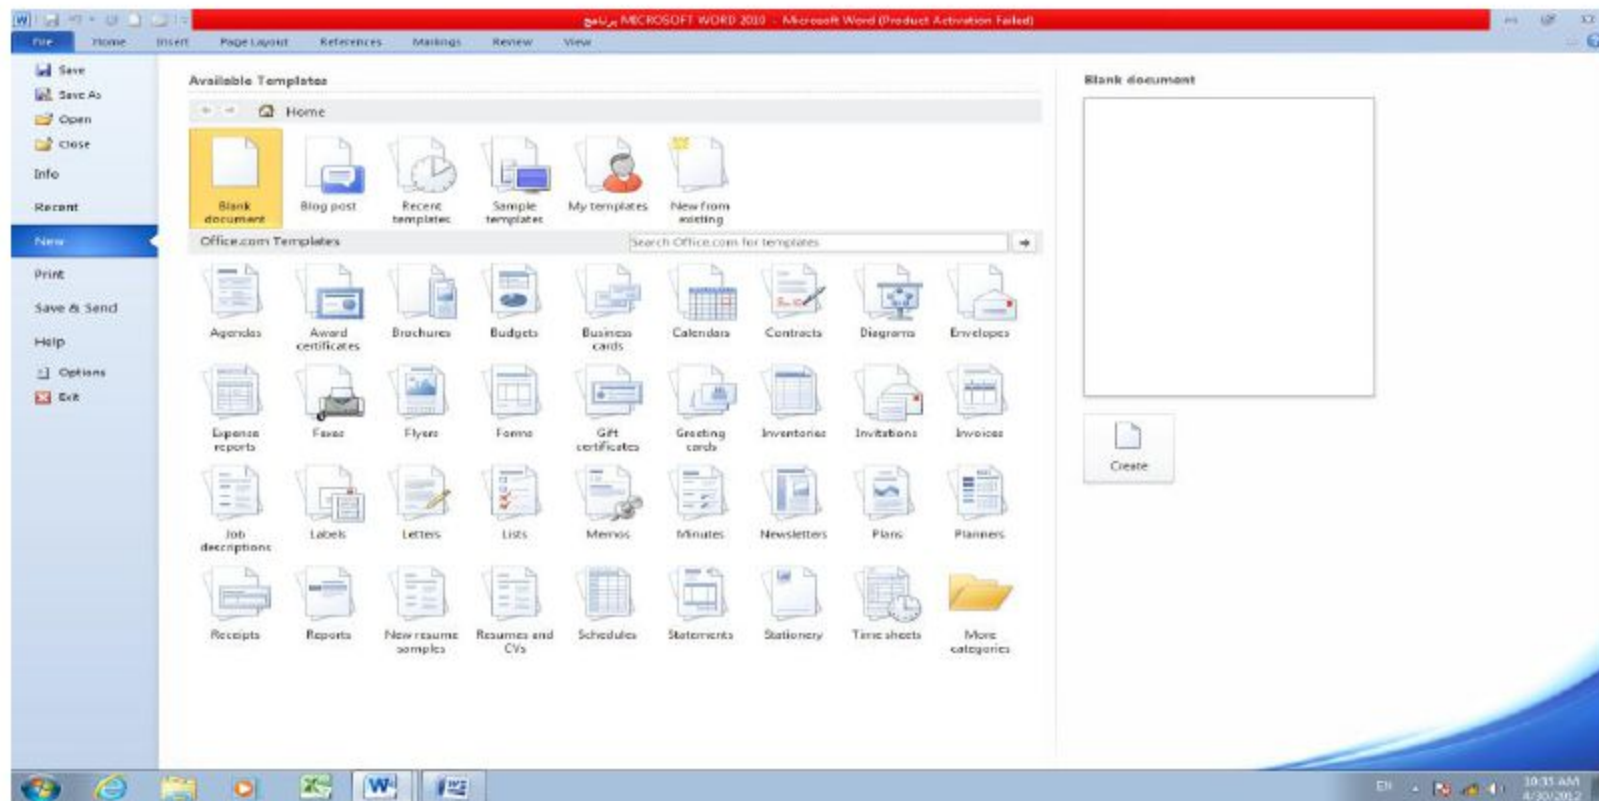 برنامج MICROSOFT WORD 2010 - Microsoft Word (Product Activation Failed)
File Home Insert Page Layout References Mailings Review View
Save
Save As
Open
Close
Info
Recent
New
Print
Save & Send
Help
Options
Exit
Available Templates
Home
Blank document
Blog post
Recent templates
Sample templates
My templates
New from existing
Office.com Templates
Search Office.com for templates
Agendas
Award certificates
Brochures
Budgets
Business cards
Calendars
Contracts
Diagrams
Envelopes
Expense reports
Faxes
Flyers
Forms
Gift certificates
Greeting cards
Inventories
Invitations
Invoices
Job descriptions
Labels
Letters
Lists
Memos
Minutes
Newsletters
Plans
Planners
Receipts
Reports
New resume samples
Resumes and CVs
Schedules
Statements
Stationery
Time sheets
More categories
Blank document
Create
EN
10:35 AM
4/30/2012